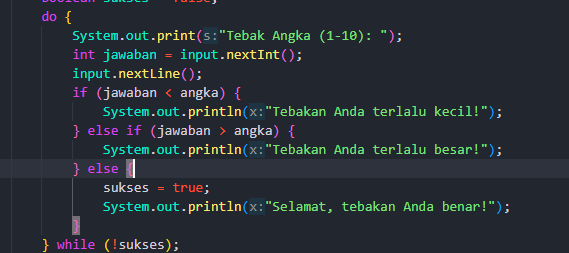 boolean sukses = false;
do {
System.out.print(s:"Tebak Angka (1-10): ");
int jawaban = input.nextInt();
input.nextLine();
if (jawaban < angka) {
System.out.println(x:"Tebakan Anda terlalu kecil!");
} else if (jawaban > angka) {
System.out.println(x:"Tebakan Anda terlalu besar!");
} else {
sukses = true;
System.out.println(x:"Selamat, tebakan Anda benar!");
}
} while (!sukses);